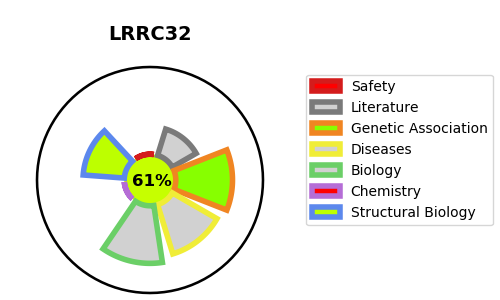 LRRC32
61%
Safety
Literature
Genetic Association
Diseases
Biology
Chemistry
Structural Biology